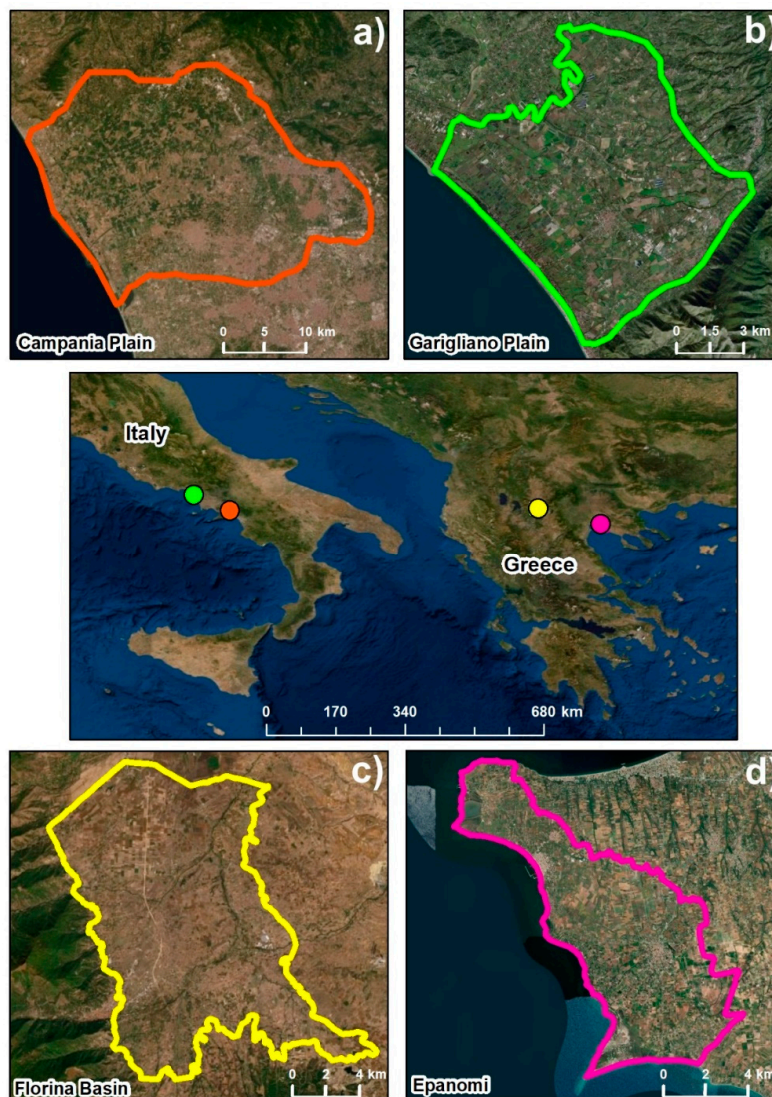 a)
Campania Plain
0 5 10 km
b)
Garigliano Plain
0 1.5 3 km
Italy
Greece
0 170 340 680 km
c)
Florina Basin
0 2 4 km
d)
Epanomi
0 2 4 km